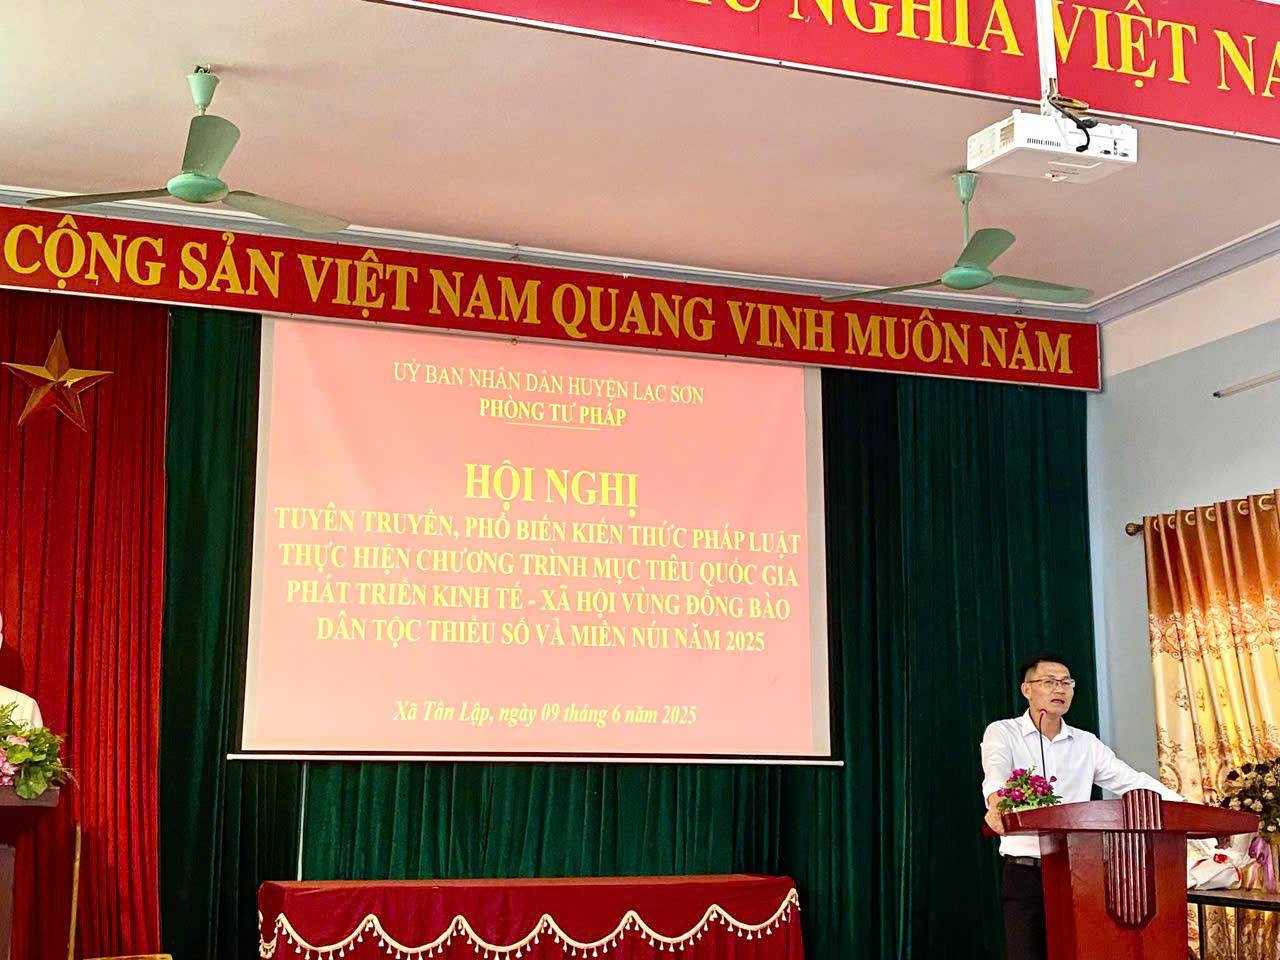 NGHĨA VIỆT
CỘNG SẢN VIỆT NAM QUANG VINH MUÔN NĂM
UỶ BAN NHÂN DÂN HUYỆN LẠC SƠN
PHÒNG TƯ PHÁP
HỘI NGHỊ
TUYÊN TRUYỀN, PHỔ BIẾN KIẾN THỨC PHÁP LUẬT
THỰC HIỆN CHƯƠNG TRÌNH MỤC TIÊU QUỐC GIA
PHÁT TRIỂN KINH TẾ - XÃ HỘI VÙNG ĐỒNG BÀO
DÂN TỘC THIỂU SỐ VÀ MIỀN NÚI NĂM 2025
Xã Tân Lập, ngày 09 tháng 6 năm 2025